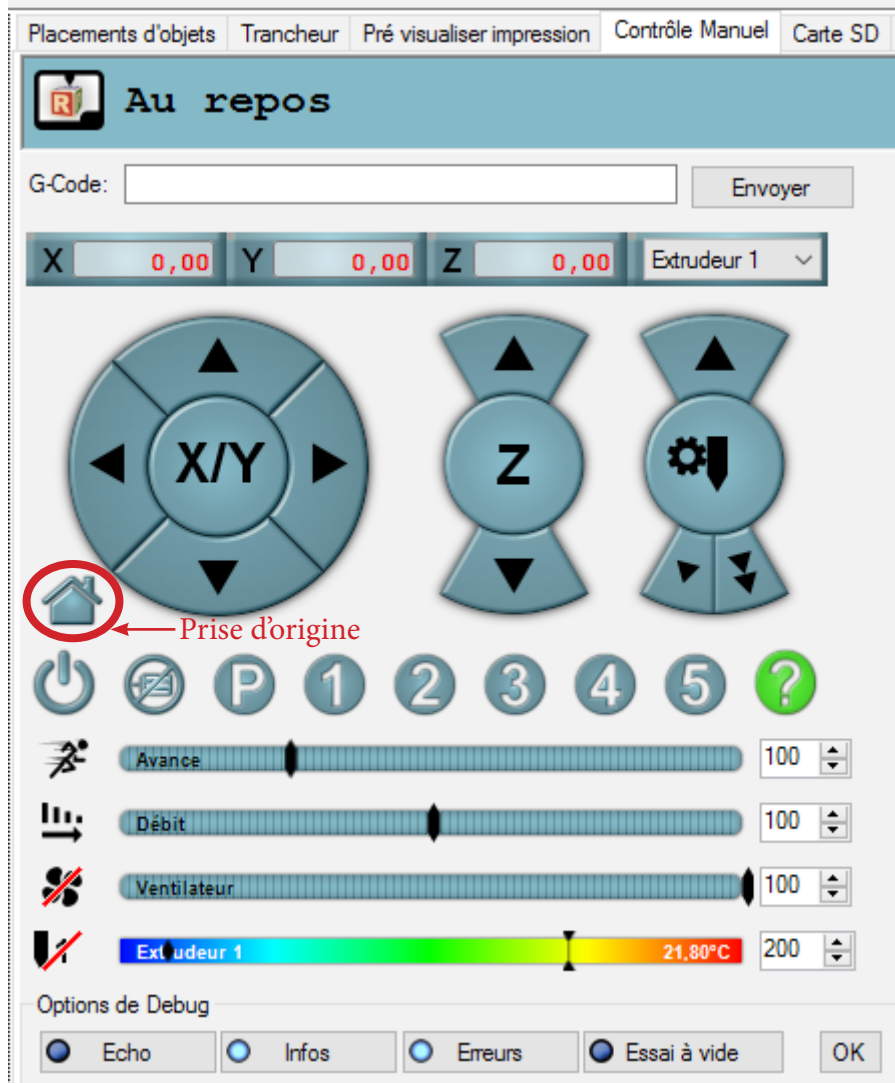 Placements d'objets Trancheur Pré visualiser impression Contrôle Manuel Carte SD
R
Au repos
G-Code: Envoyer
X 0,00 Y 0,00 Z 0,00 Extrudeur 1
X/Y Z
Prise d'origine
P 1 2 3 4 5 ?
Avance 100
Débit 100
Ventilateur 100
1 Extrudeur 1 21,80°C 200
Options de Debug
Echo Infos Erreurs Essai à vide OK